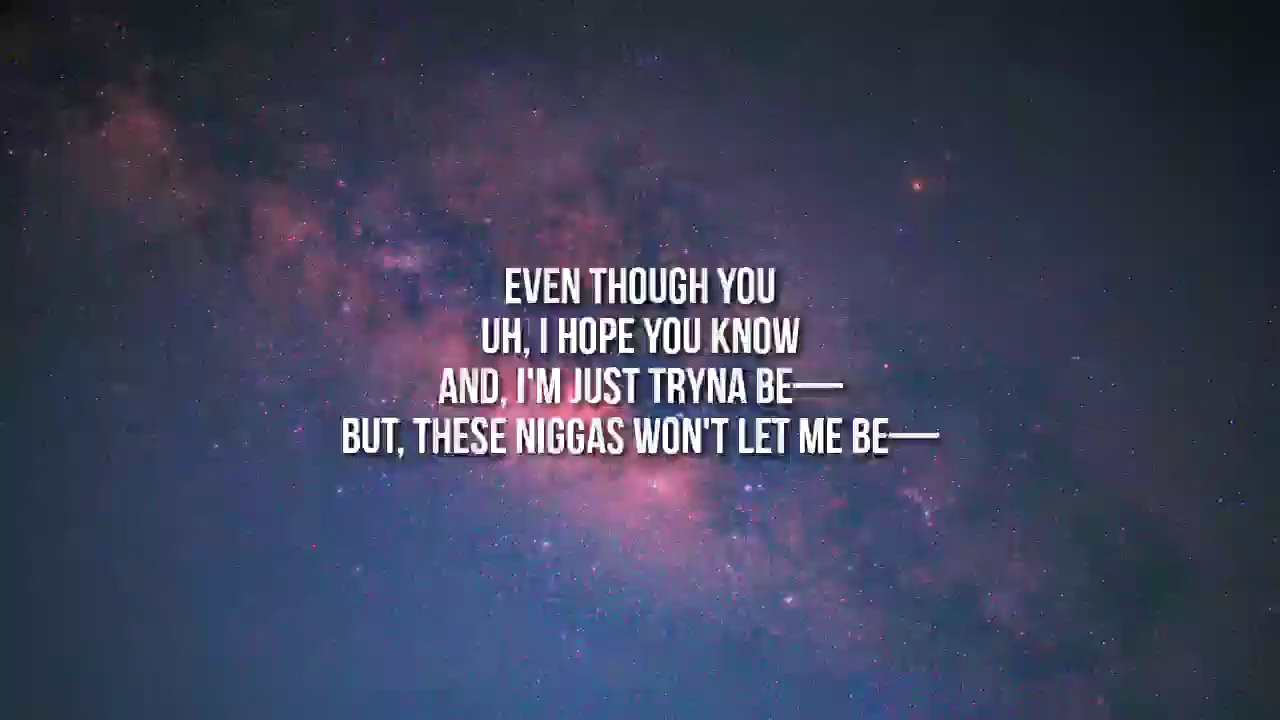 EVEN THOUGH YOU
UH, I HOPE YOU KNOW
AND, I'M JUST TRYNA BE—
BUT, THESE NIGGAS WON'T LET ME BE—